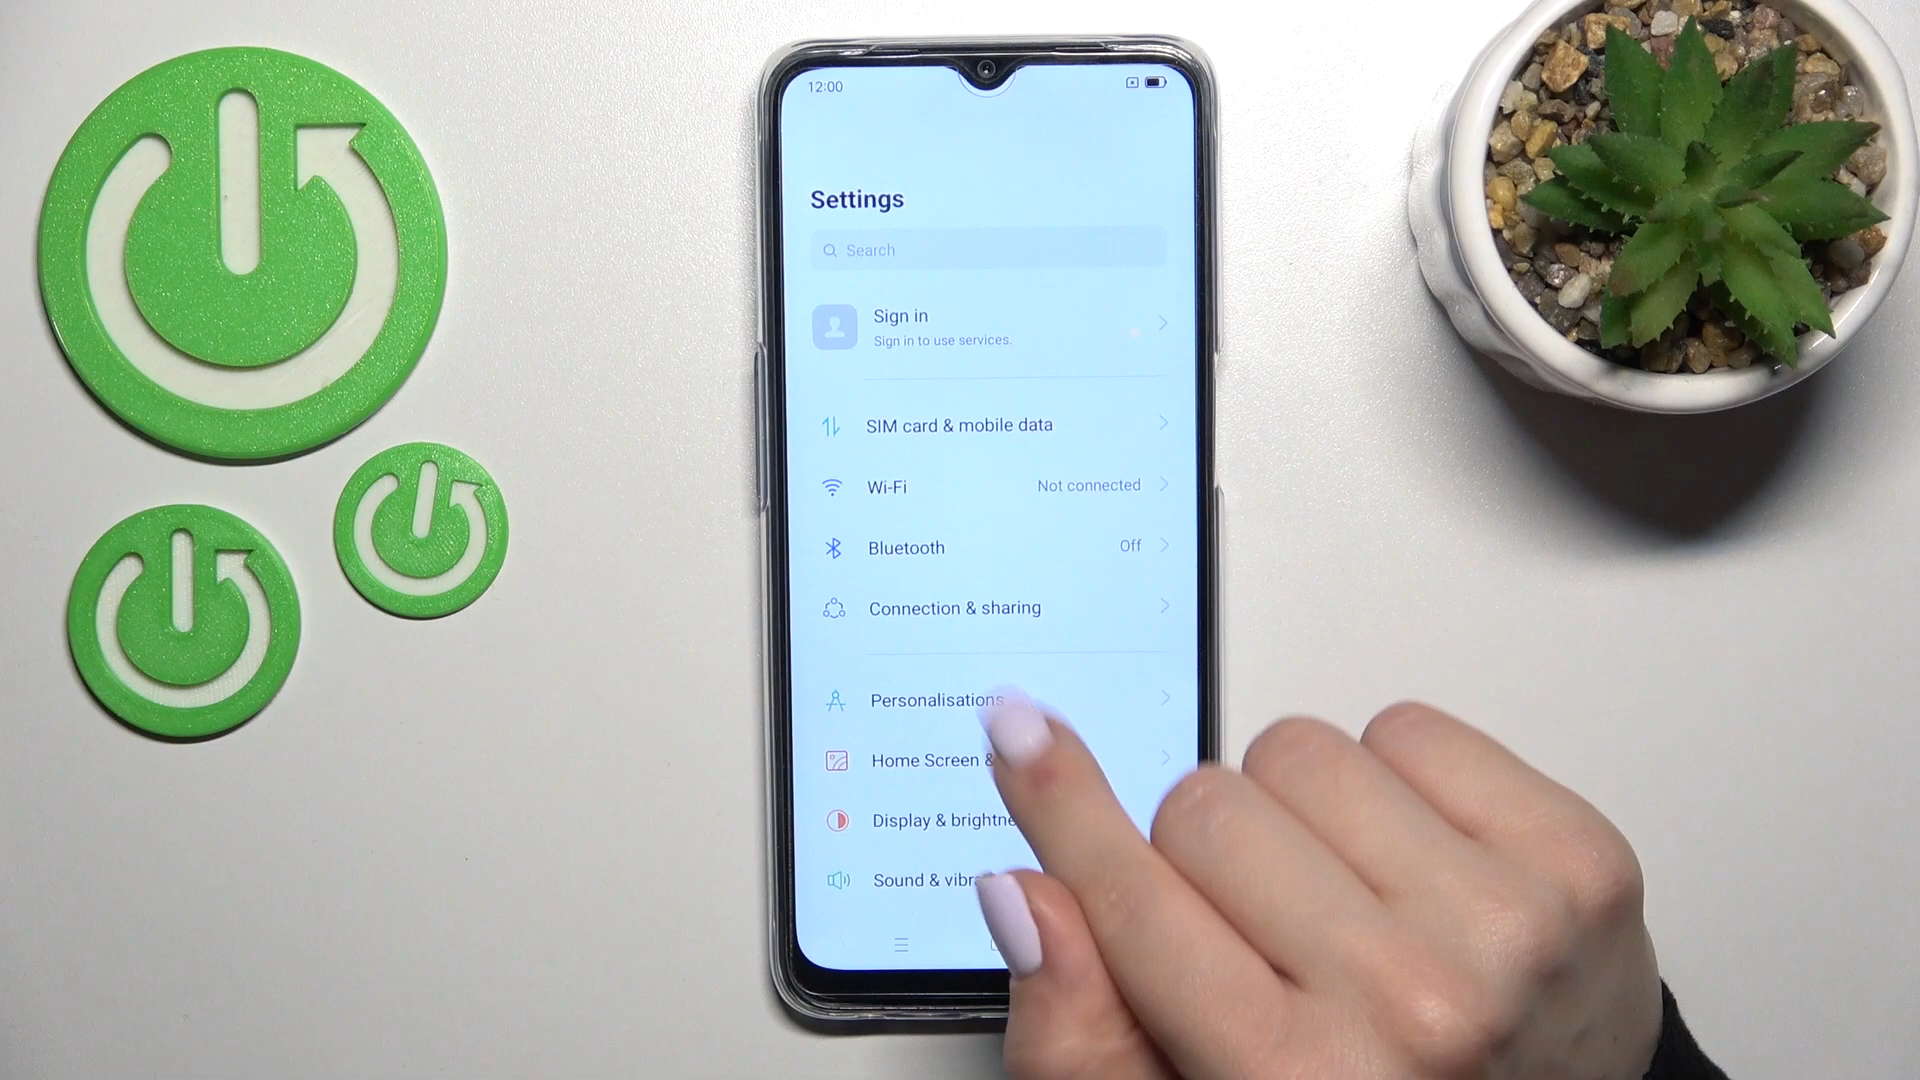 12:00
Settings
Search
Sign in
Sign in to use services.
SIM card & mobile data
Wi-Fi Not connected
Bluetooth Off
Connection & sharing
Personalisations
Home Screen &
Display & brightne
Sound & vibra